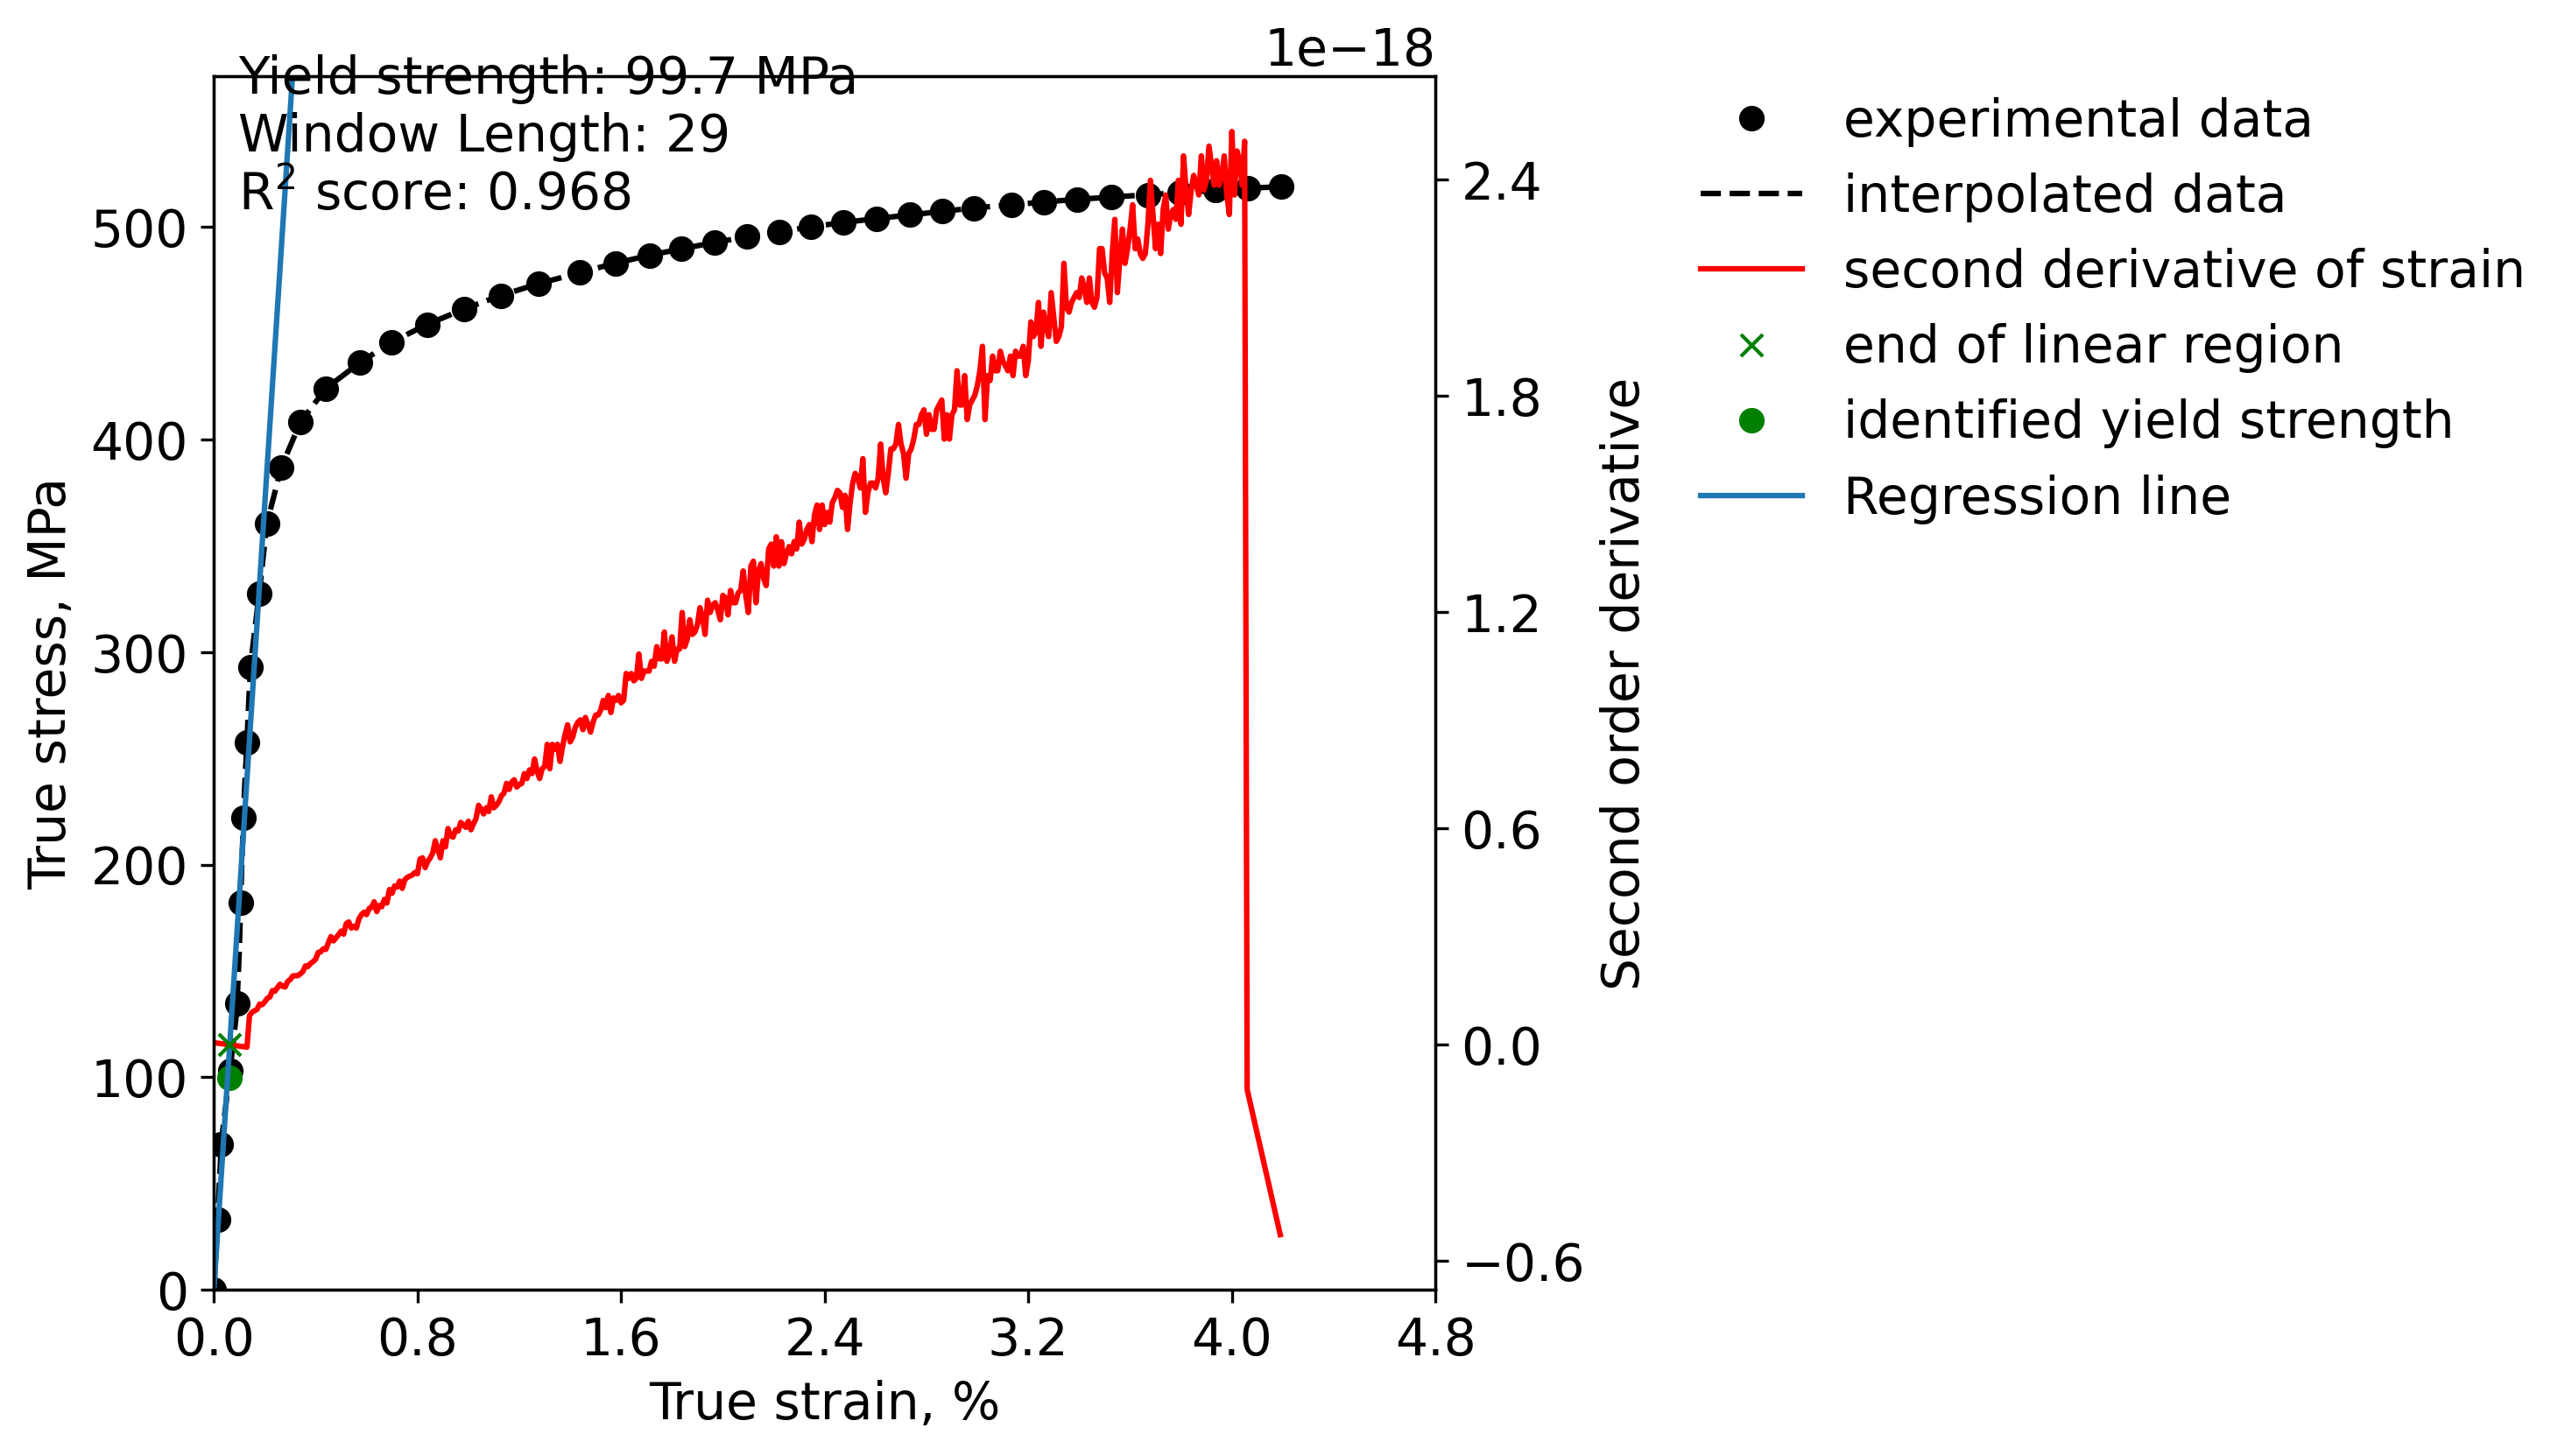 1e−18
Yield strength: 99.7 MPa
Window Length: 29
R² score: 0.968
500
400
300
200
100
0
True stress, MPa
0.0 0.8 1.6 2.4 3.2 4.0 4.8
True strain, %
2.4
1.8
1.2
0.6
0.0
−0.6
Second order derivative
experimental data
interpolated data
second derivative of strain
end of linear region
identified yield strength
Regression line